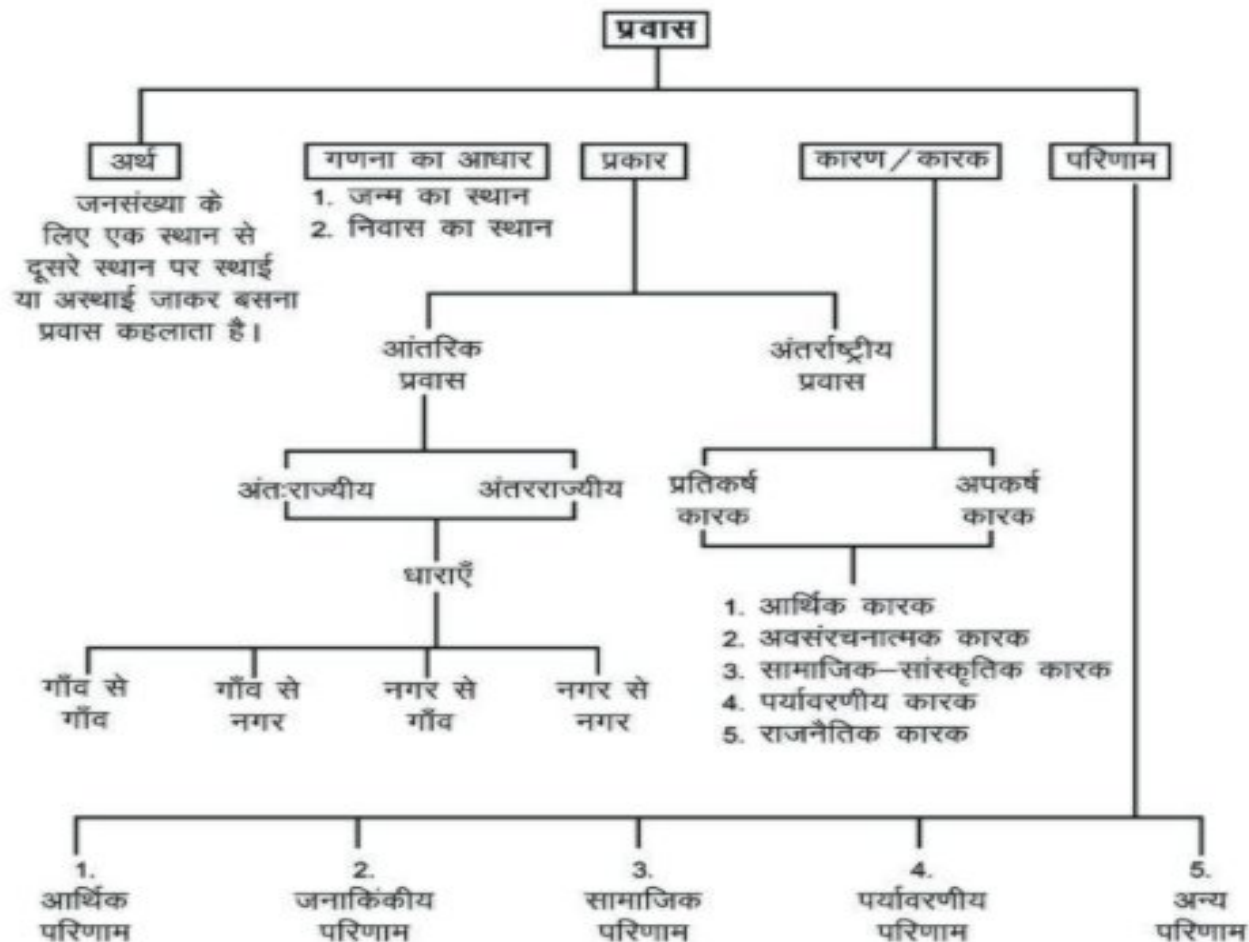 प्रवास
अर्थ
गणना का आधार
प्रकार
कारण/कारक
परिणाम
जनसंख्या के
लिए एक स्थान से
दूसरे स्थान पर स्थाई
या अस्थाई जाकर बसना
प्रवास कहलाता है।
1. जन्म का स्थान
2. निवास का स्थान
आंतरिक
प्रवास
अंतर्राष्ट्रीय
प्रवास
अंतःराज्यीय
अंतरराज्यीय
प्रतिकर्ष
कारक
अपकर्ष
कारक
धाराएँ
गाँव से
गाँव
गाँव से
नगर
नगर से
गाँव
नगर से
नगर
1. आर्थिक कारक
2. अवसंरचनात्मक कारक
3. सामाजिक–सांस्कृतिक कारक
4. पर्यावरणीय कारक
5. राजनैतिक कारक
1.
आर्थिक
परिणाम
2.
जनाकिंकीय
परिणाम
3.
सामाजिक
परिणाम
4.
पर्यावरणीय
परिणाम
5.
अन्य
परिणाम